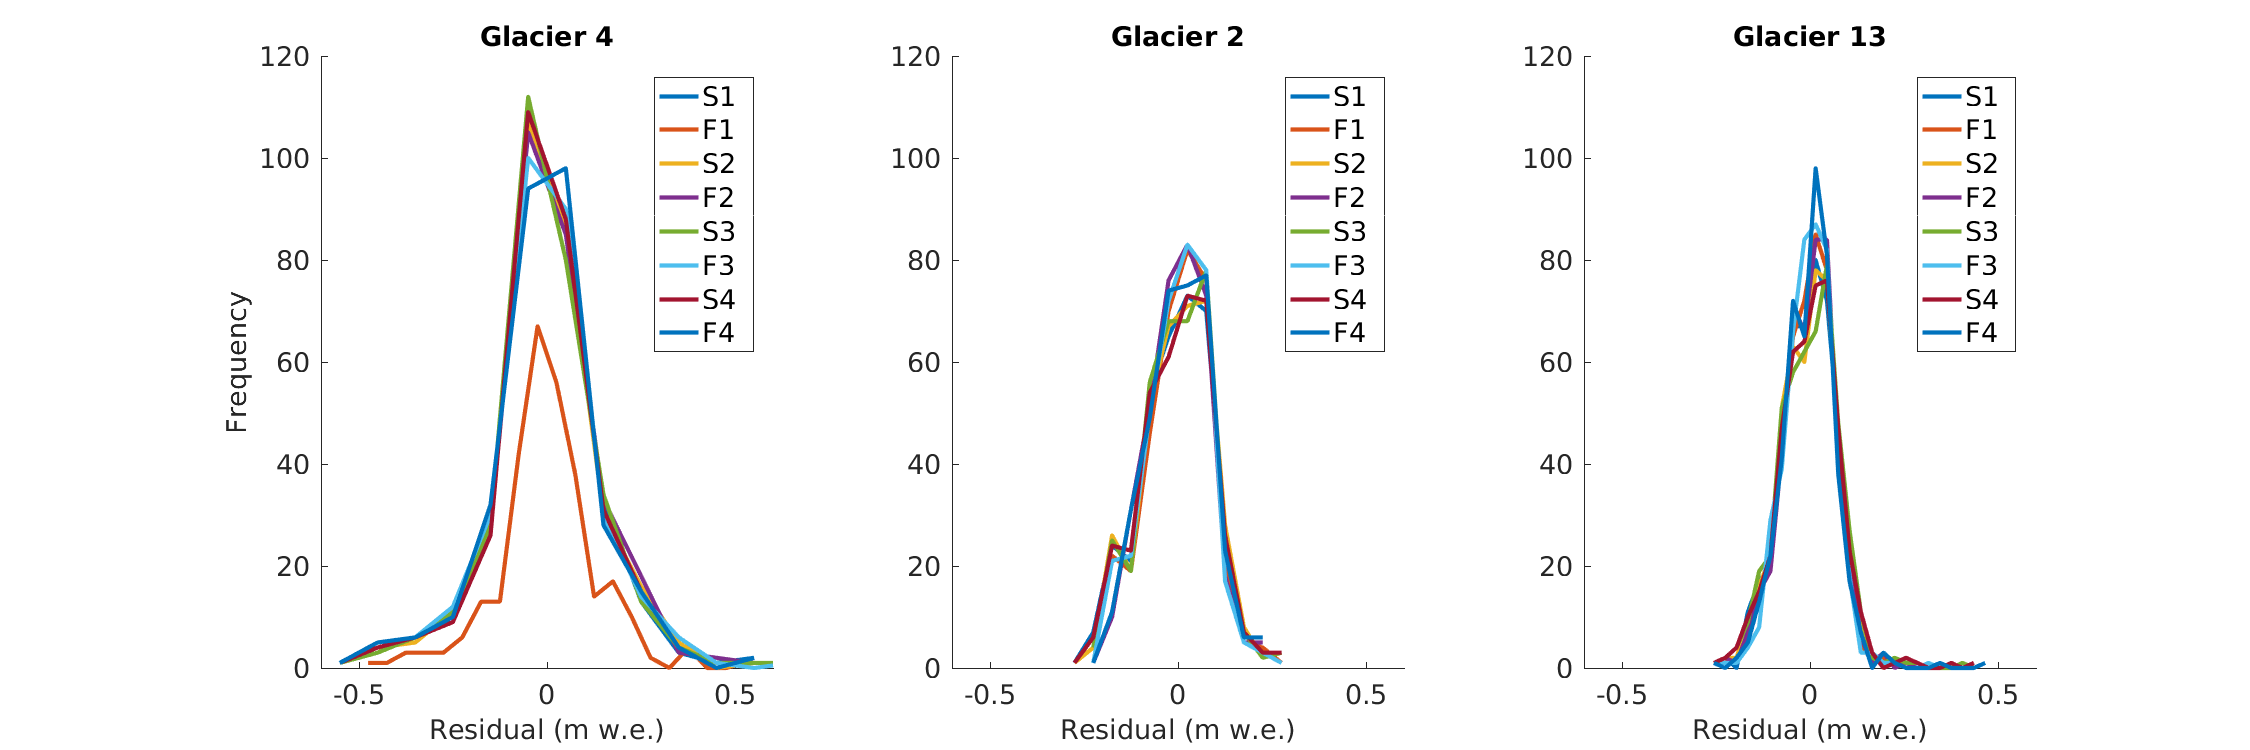 Glacier 4
120
100
80
60
40
20
0
Frequency
-0.5
0
0.5
Residual (m w.e.)
S1
F1
S2
F2
S3
F3
S4
F4
Glacier 2
120
100
80
60
40
20
0
-0.5
0
0.5
Residual (m w.e.)
S1
F1
S2
F2
S3
F3
S4
F4
Glacier 13
120
100
80
60
40
20
0
-0.5
0
0.5
Residual (m w.e.)
S1
F1
S2
F2
S3
F3
S4
F4